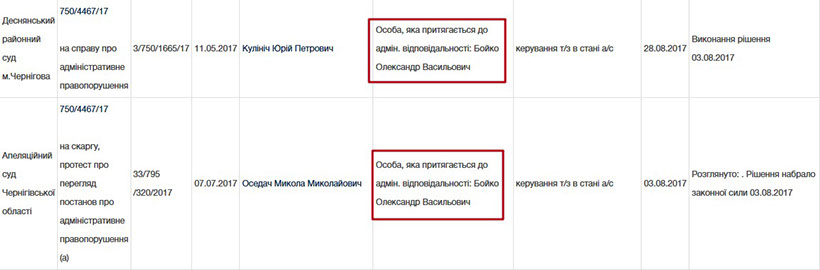 Деснянський
районний
суд
м.Чернігова
750/4467/17
на справу про
адміністративне
правопорушення
3/750/1665/17
11.05.2017
Кулініч Юрій Петрович
Особа, яка притягається до
адмін. відповідальності: Бойко
Олександр Васильович
керування т/з в стані а/с
28.08.2017
Виконання рішення
03.08.2017
Апеляційний
суд
Чернігівської
області
750/4467/17
на скаргу,
протест про
перегляд
постанов про
адміністративне
правопорушення
(а)
33/795
/320/2017
07.07.2017
Оседач Микола Миколайович
Особа, яка притягається до
адмін. відповідальності: Бойко
Олександр Васильович
керування т/з в стані а/с
03.08.2017
Розглянуто: . Рішення набрало
законної сили 03.08.2017